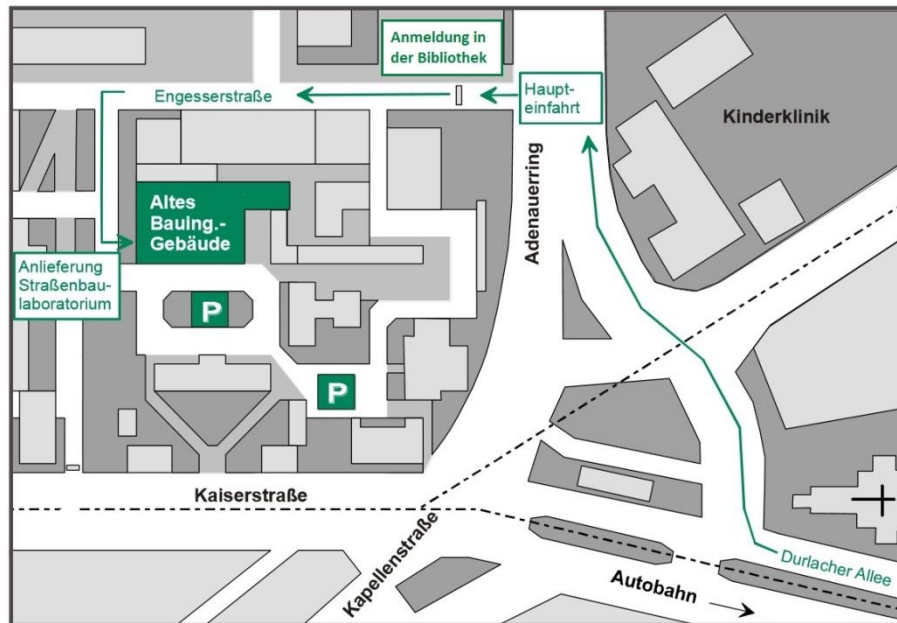 Anmeldung in
der Bibliothek
Engesserstraße
Haupt-
einfahrt
Kinderklinik
Altes
Bauing.-
Gebäude
Adenauerring
Anlieferung
Straßenbau-
laboratorium
P
P
Kaiserstraße
Kapellenstraße
Durlacher Allee
Autobahn